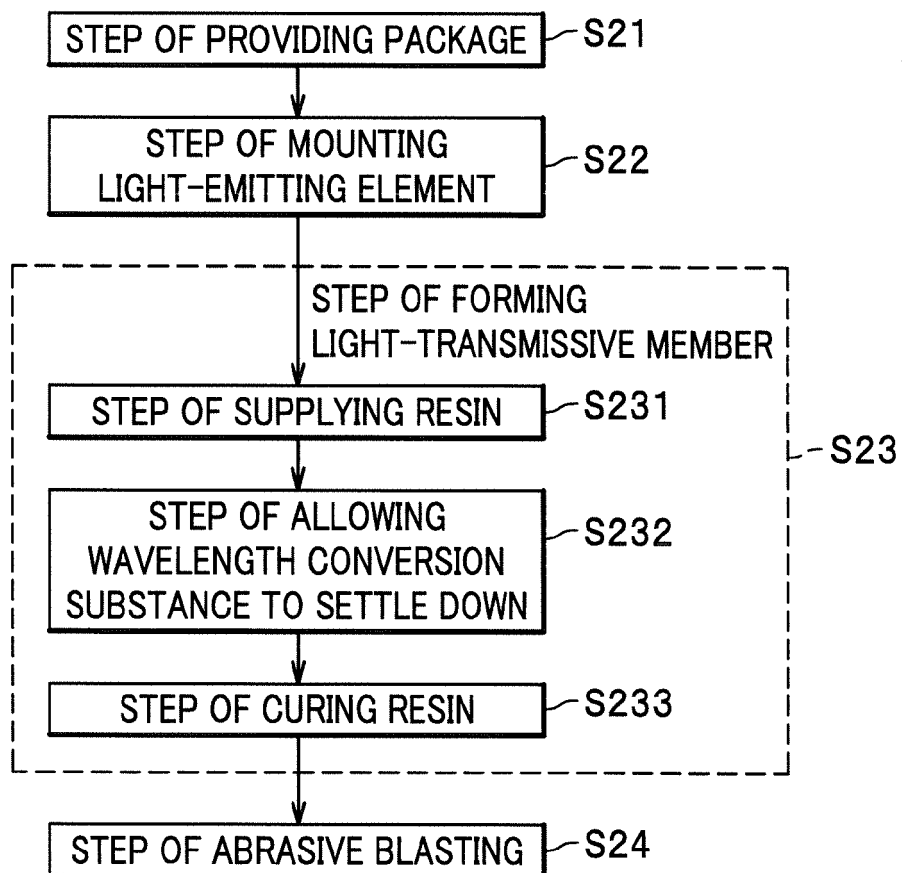 STEP OF PROVIDING PACKAGE S21
STEP OF MOUNTING
LIGHT-EMITTING ELEMENT S22
STEP OF FORMING
LIGHT-TRANSMISSIVE MEMBER
STEP OF SUPPLYING RESIN S231
S23
STEP OF ALLOWING
WAVELENGTH CONVERSION
SUBSTANCE TO SETTLE DOWN S232
STEP OF CURING RESIN S233
STEP OF ABRASIVE BLASTING S24